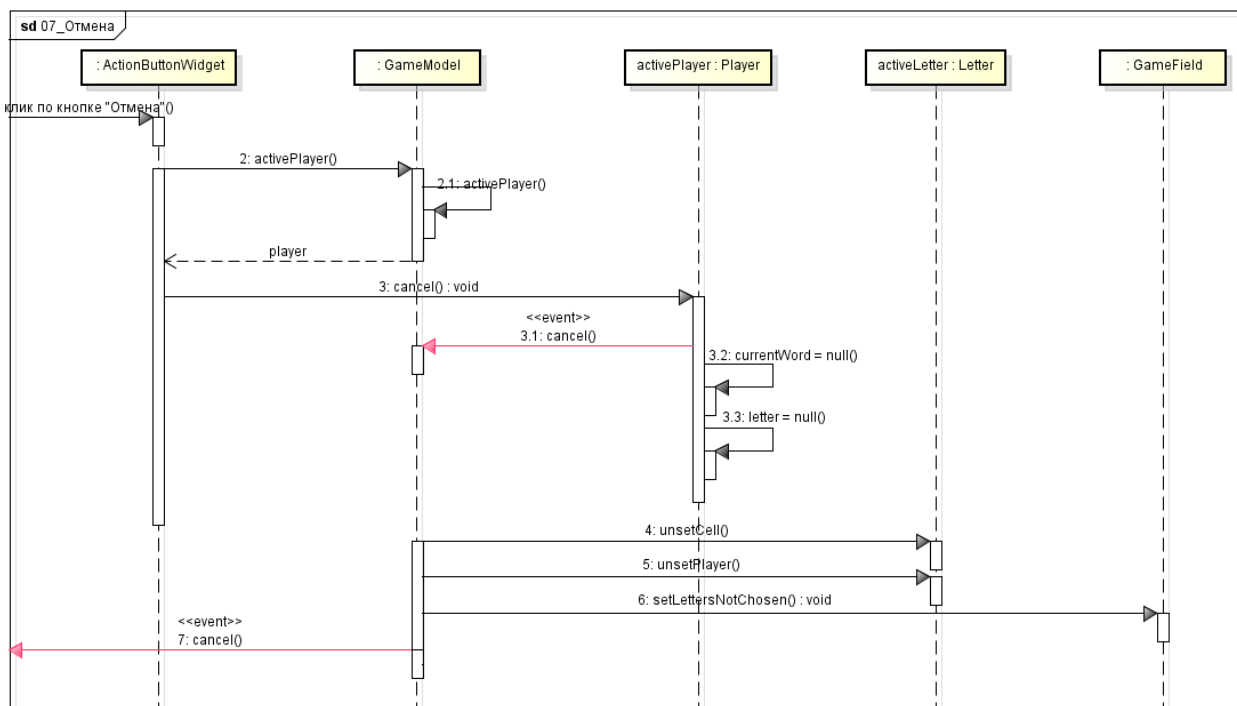 sd 07_Отмена
: ActionButtonWidget
: GameModel
activePlayer : Player
activeLetter : Letter
: GameField
клик по кнопке "Отмена"()
2: activePlayer()
2.1: activePlayer()
player
3: cancel() : void
<<event>>
3.1: cancel()
3.2: currentWord = null()
3.3: letter = null()
4: unsetCell()
5: unsetPlayer()
6: setLettersNotChosen() : void
<<event>>
7: cancel()